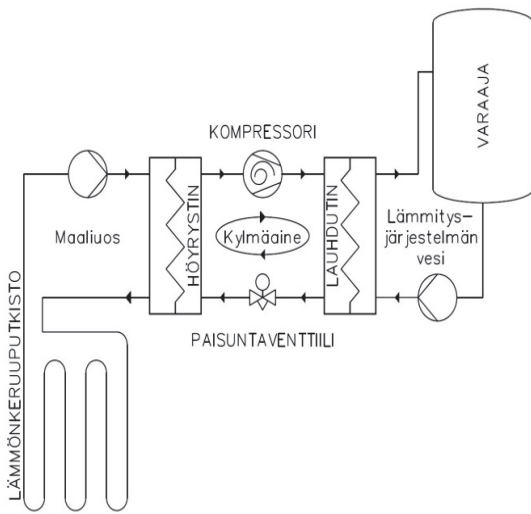 VARAAJA
KOMPRESSORI
Maaliuos
HÖYRYSTIN
Kylmäaine
LAUHDUTIN
Lämmitys-
järjestelmän
vesi
PAISUNTAVENTTIILI
LÄMMÖNKERUUPUTKISTO